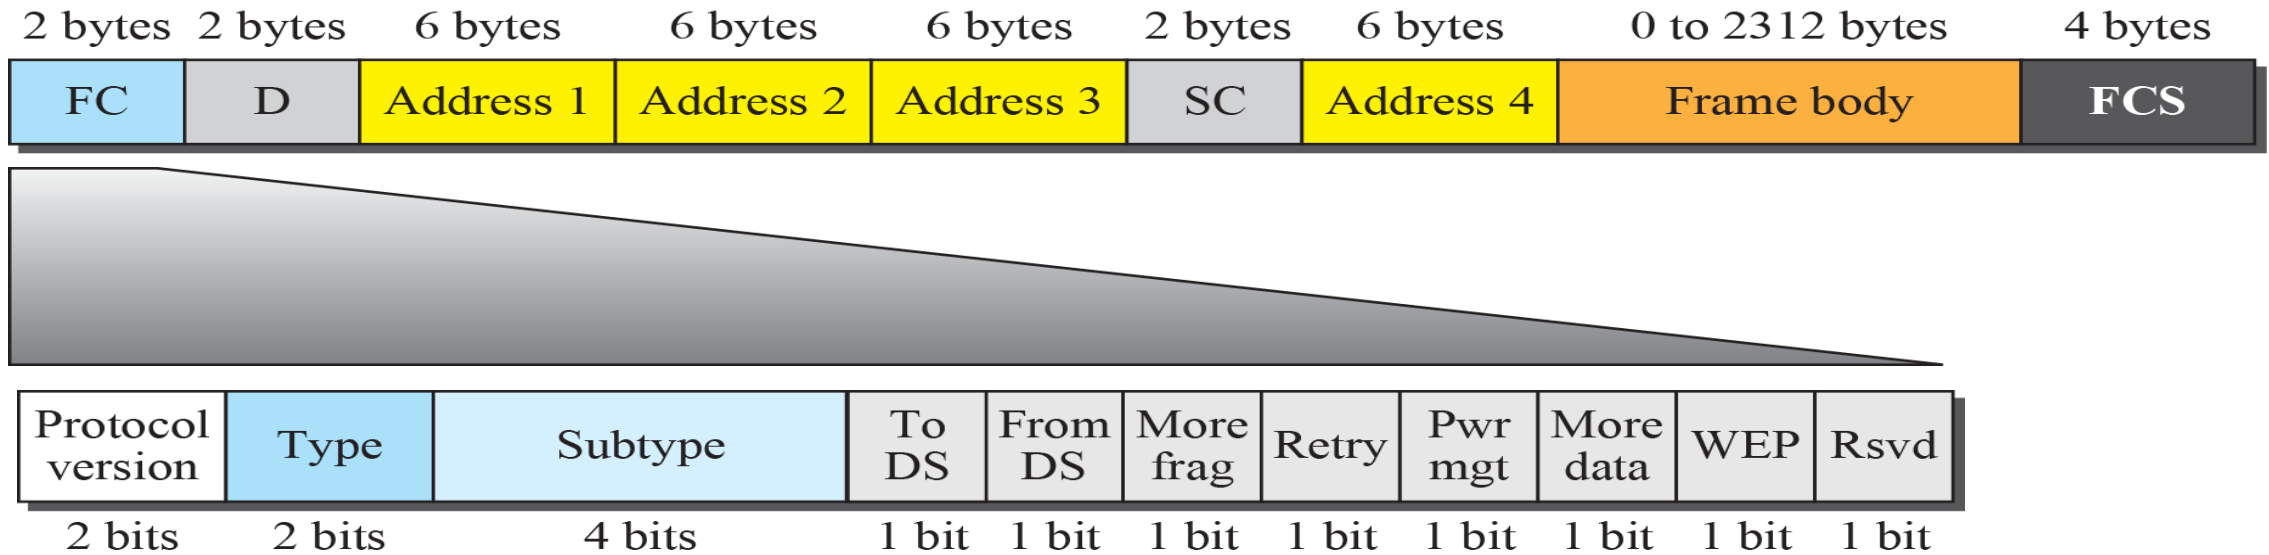 2 bytes 2 bytes 6 bytes 6 bytes 6 bytes 2 bytes 6 bytes 0 to 2312 bytes 4 bytes
FC D Address 1 Address 2 Address 3 SC Address 4 Frame body FCS
Protocol version Type Subtype To DS From DS More frag Retry Pwr mgt More data WEP Rsvd
2 bits 2 bits 4 bits 1 bit 1 bit 1 bit 1 bit 1 bit 1 bit 1 bit 1 bit